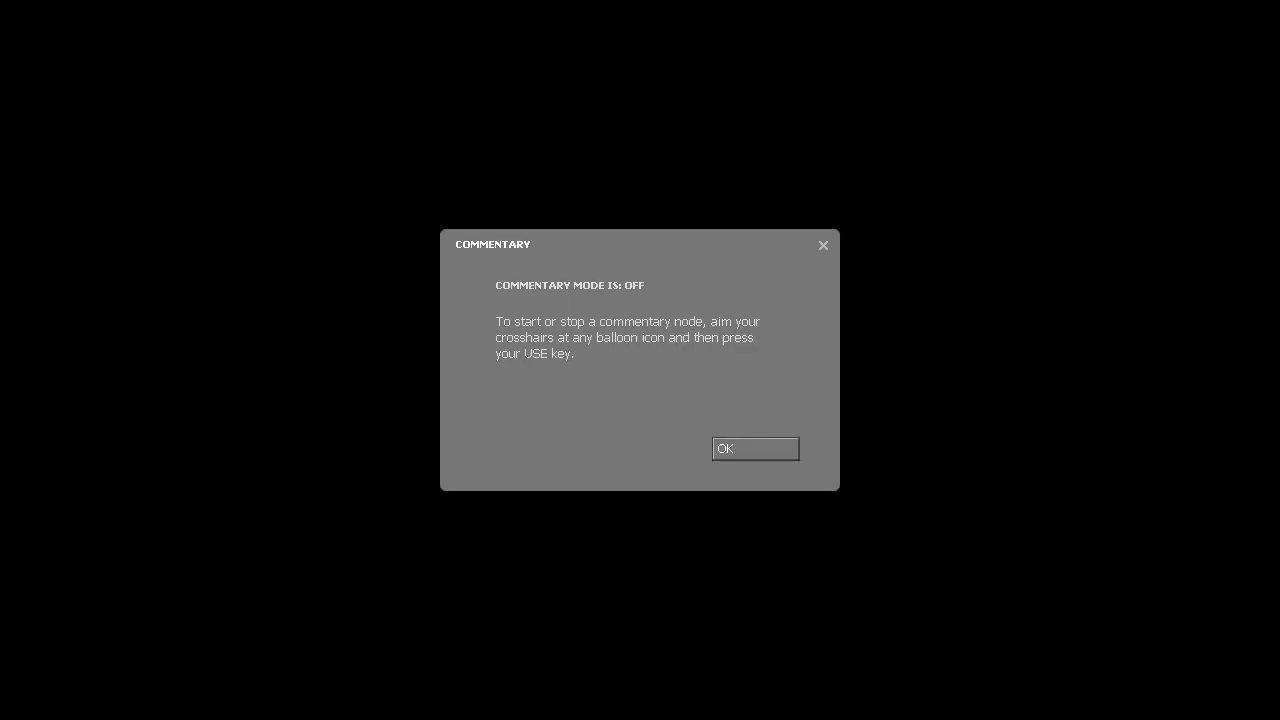 COMMENTARY
COMMENTARY MODE IS: OFF
To start or stop a commentary node, aim your
crosshairs at any balloon icon and then press
your USE key.
OK